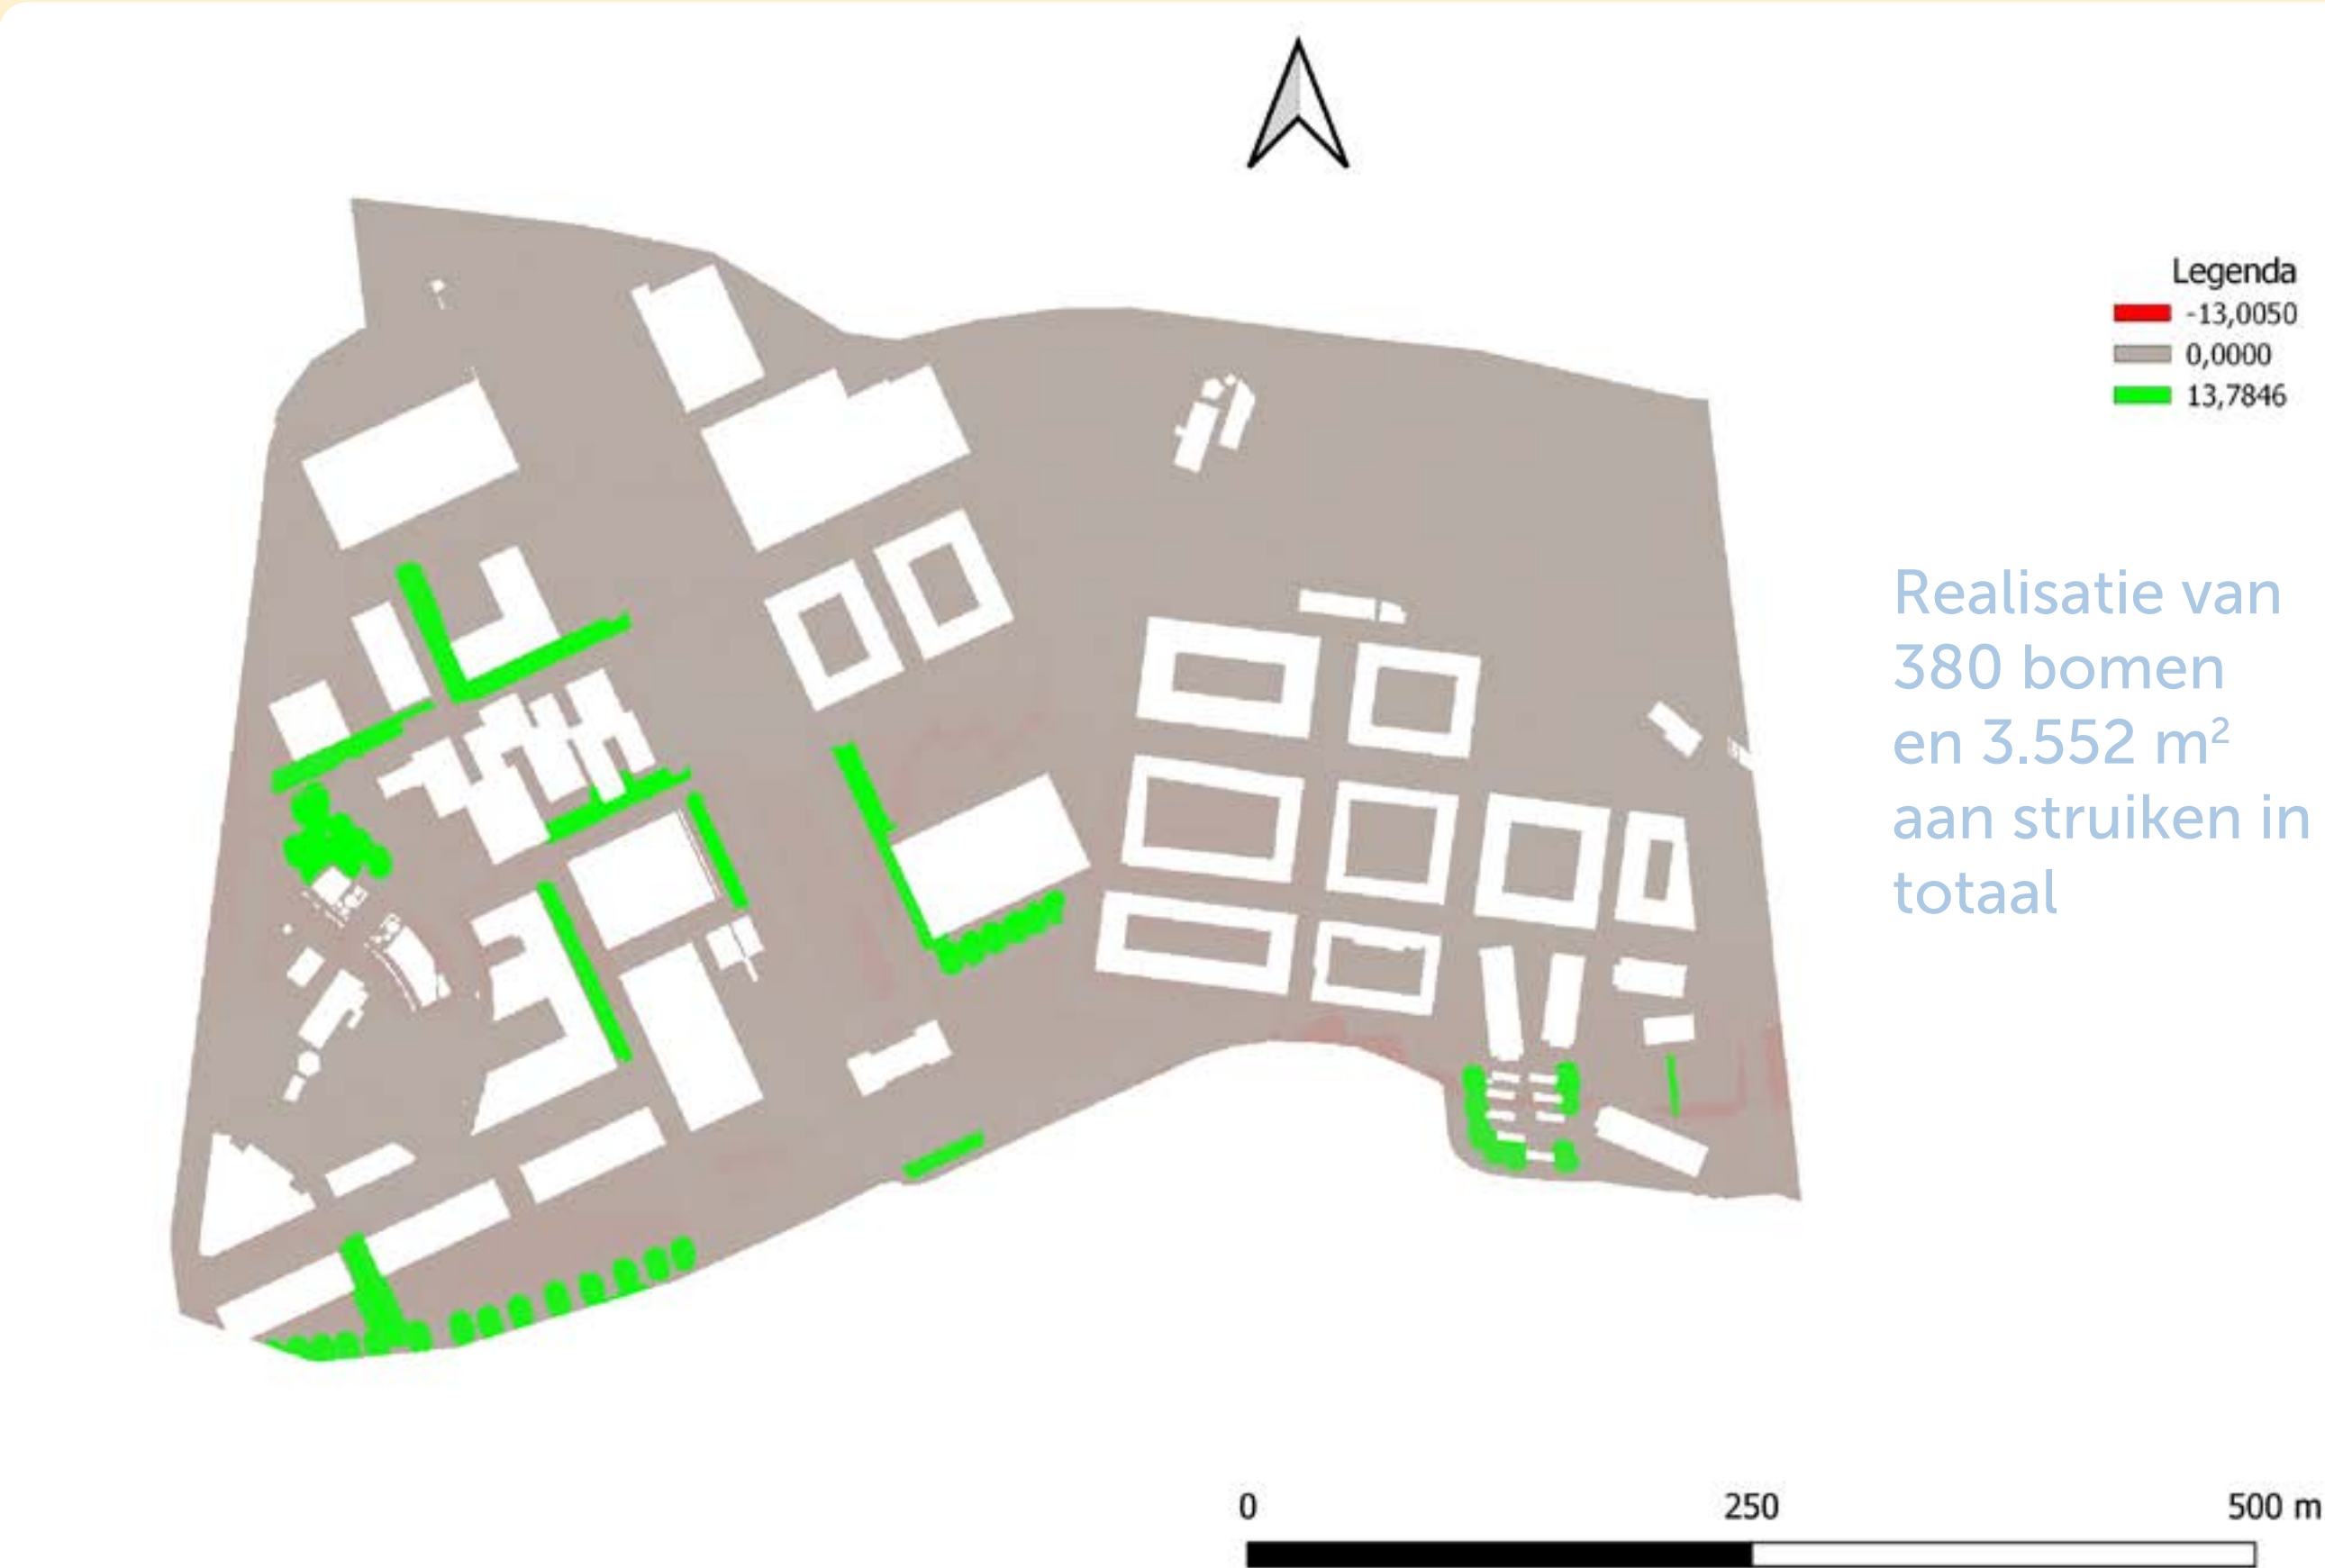 Legenda
-13,0050
0,0000
13,7846
Realisatie van
380 bomen
en 3.552 m²
aan struiken in
totaal
0 250 500 m